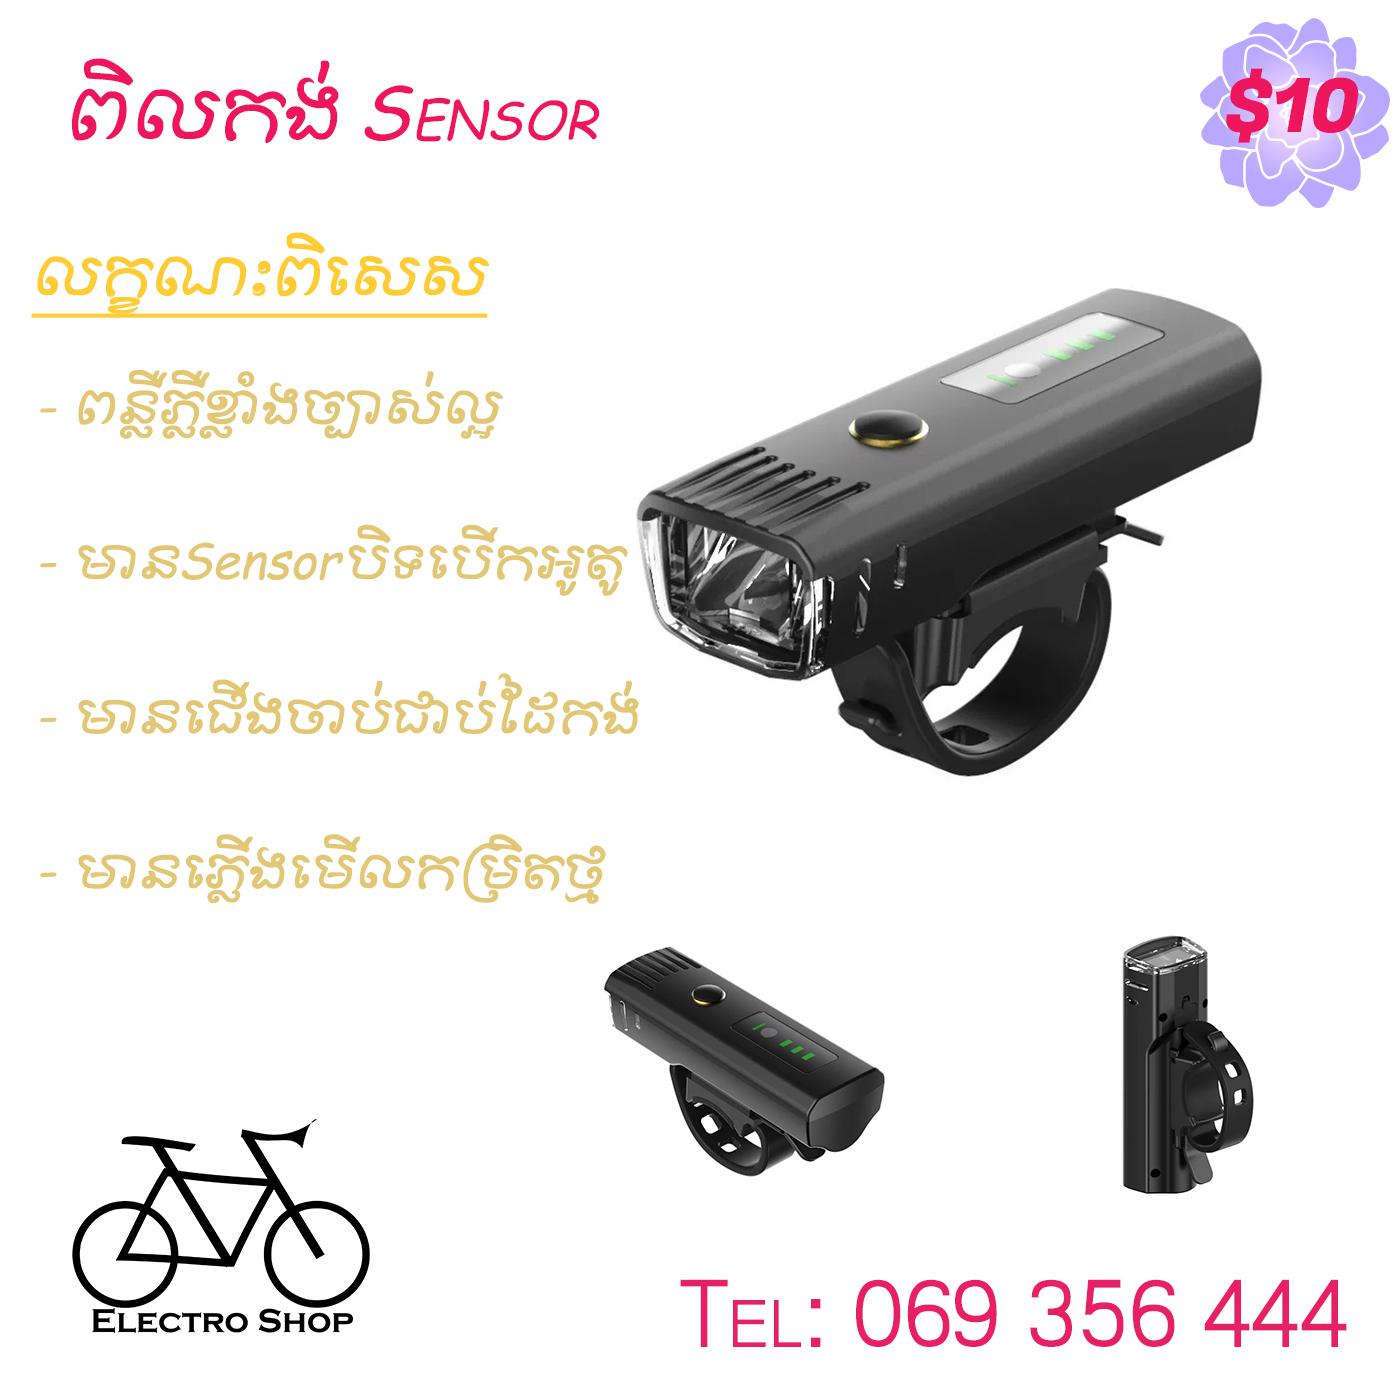 ពិលកង់ Sensor
$10
លក្ខណៈពិសេស
- ពន្លឺភ្លឺខ្លាំងច្បាស់ល្អ
- មានSensorបិទបើកអូតូ
- មានជើងចាប់ជាប់ដៃកង់
- មានភ្លើងមើលកម្រិតថ្ម
Electro Shop
Tel: 069 356 444